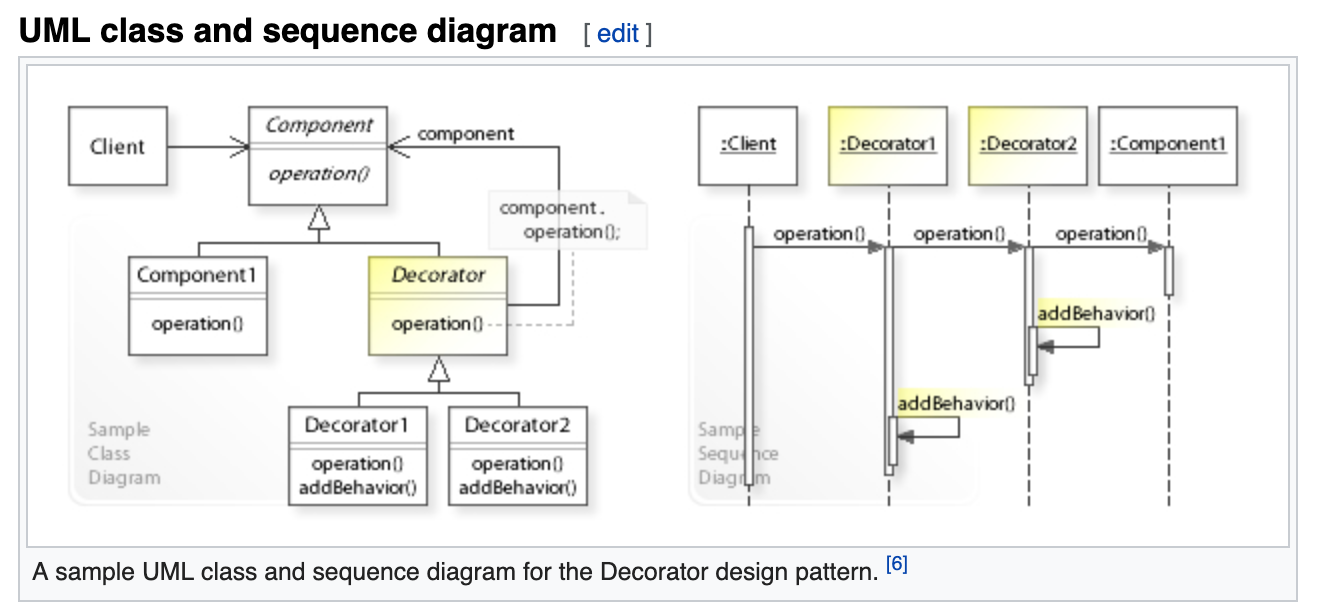 UML class and sequence diagram [ edit ]
Client
Component
operation()
component
component.
operation();
Component1
operation()
Decorator
operation()
Decorator1
operation()
addBehavior()
Decorator2
operation()
addBehavior()
Sample
Class
Diagram
:Client
:Decorator1
:Decorator2
:Component1
operation()
operation()
operation()
addBehavior()
addBehavior()
Sample
Sequence
Diagram
A sample UML class and sequence diagram for the Decorator design pattern. [6]